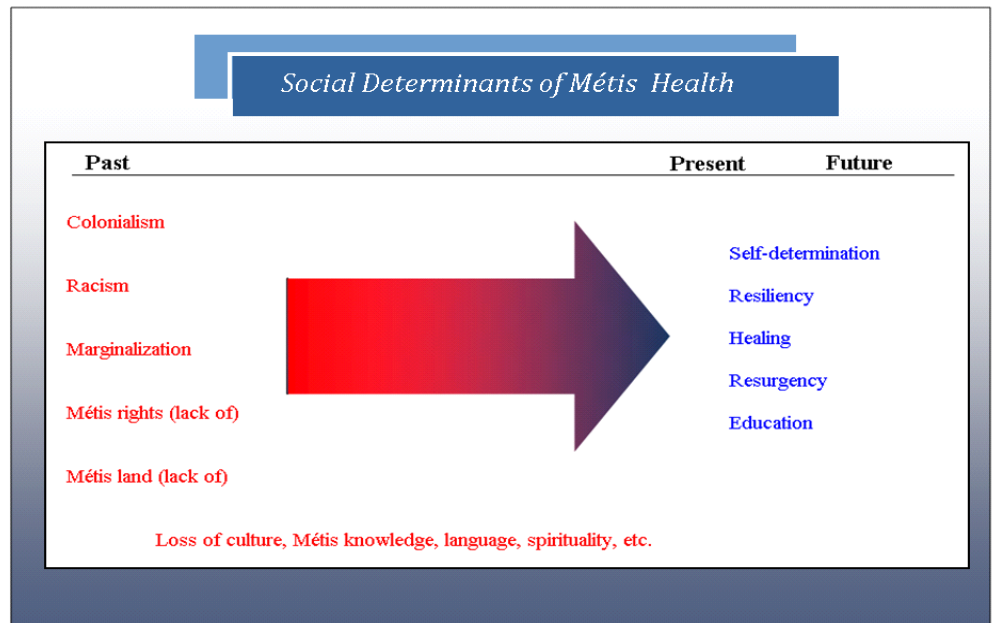 Social Determinants of Métis Health
Past Present Future
Colonialism
Racism
Marginalization
Métis rights (lack of)
Métis land (lack of)
Loss of culture, Métis knowledge, language, spirituality, etc.
Self-determination
Resiliency
Healing
Resurgency
Education